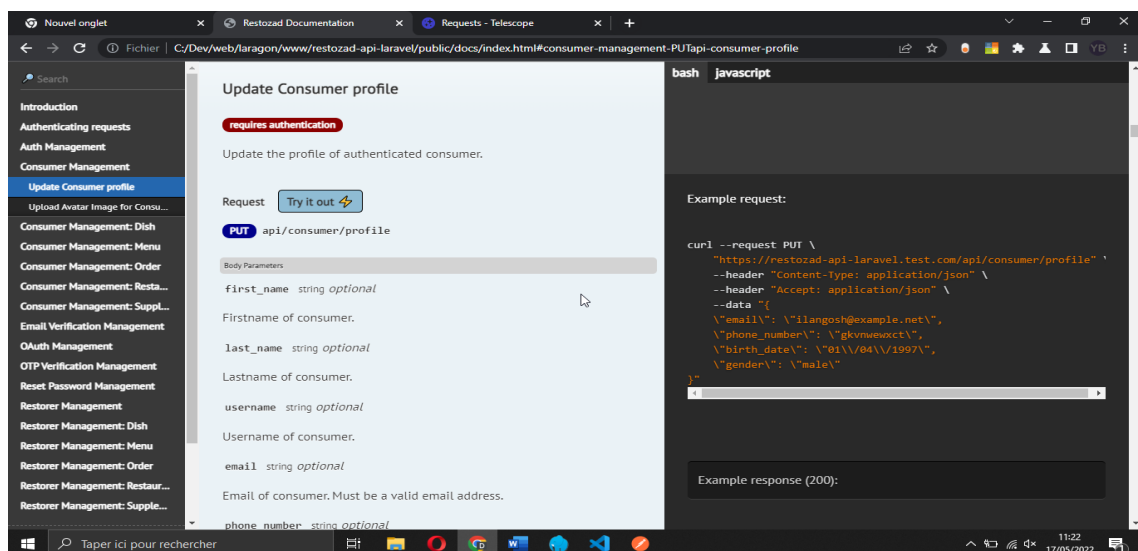 Nouvel onglet
Restozad Documentation
Requests - Telescope
Fichier
C:/Dev/web/laragon/www/restozad-api-laravel/public/docs/index.html#consumer-management-PUTapi-consumer-profile
YB
Search
Introduction
Authenticating requests
Auth Management
Consumer Management
Update Consumer profile
Upload Avatar Image for Consu...
Consumer Management: Dish
Consumer Management: Menu
Consumer Management: Order
Consumer Management: Resta...
Consumer Management: Suppl...
Email Verification Management
OAuth Management
OTP Verification Management
Reset Password Management
Restorer Management
Restorer Management: Dish
Restorer Management: Menu
Restorer Management: Order
Restorer Management: Restaur...
Restorer Management: Supple...
Update Consumer profile
requires authentication
Update the profile of authenticated consumer.
Request
Try it out
PUT api/consumer/profile
Body Parameters
first_name string optional
Firstname of consumer.
last_name string optional
Lastname of consumer.
username string optional
Username of consumer.
email string optional
Email of consumer. Must be a valid email address.
phone_number string optional
bash javascript
Example request:
curl --request PUT \
"https://restozad-api-laravel.test.com/api/consumer/profile" \
--header "Content-Type: application/json" \
--header "Accept: application/json" \
--data "{
\"email\": \"ilangosh@example.net\",
\"phone_number\": \"gkvnwewxct\",
\"birth_date\": \"01\\/04\\/1997\",
\"gender\": \"male\"
}"
Example response (200):
Taper ici pour rechercher
11:22
17/05/2022